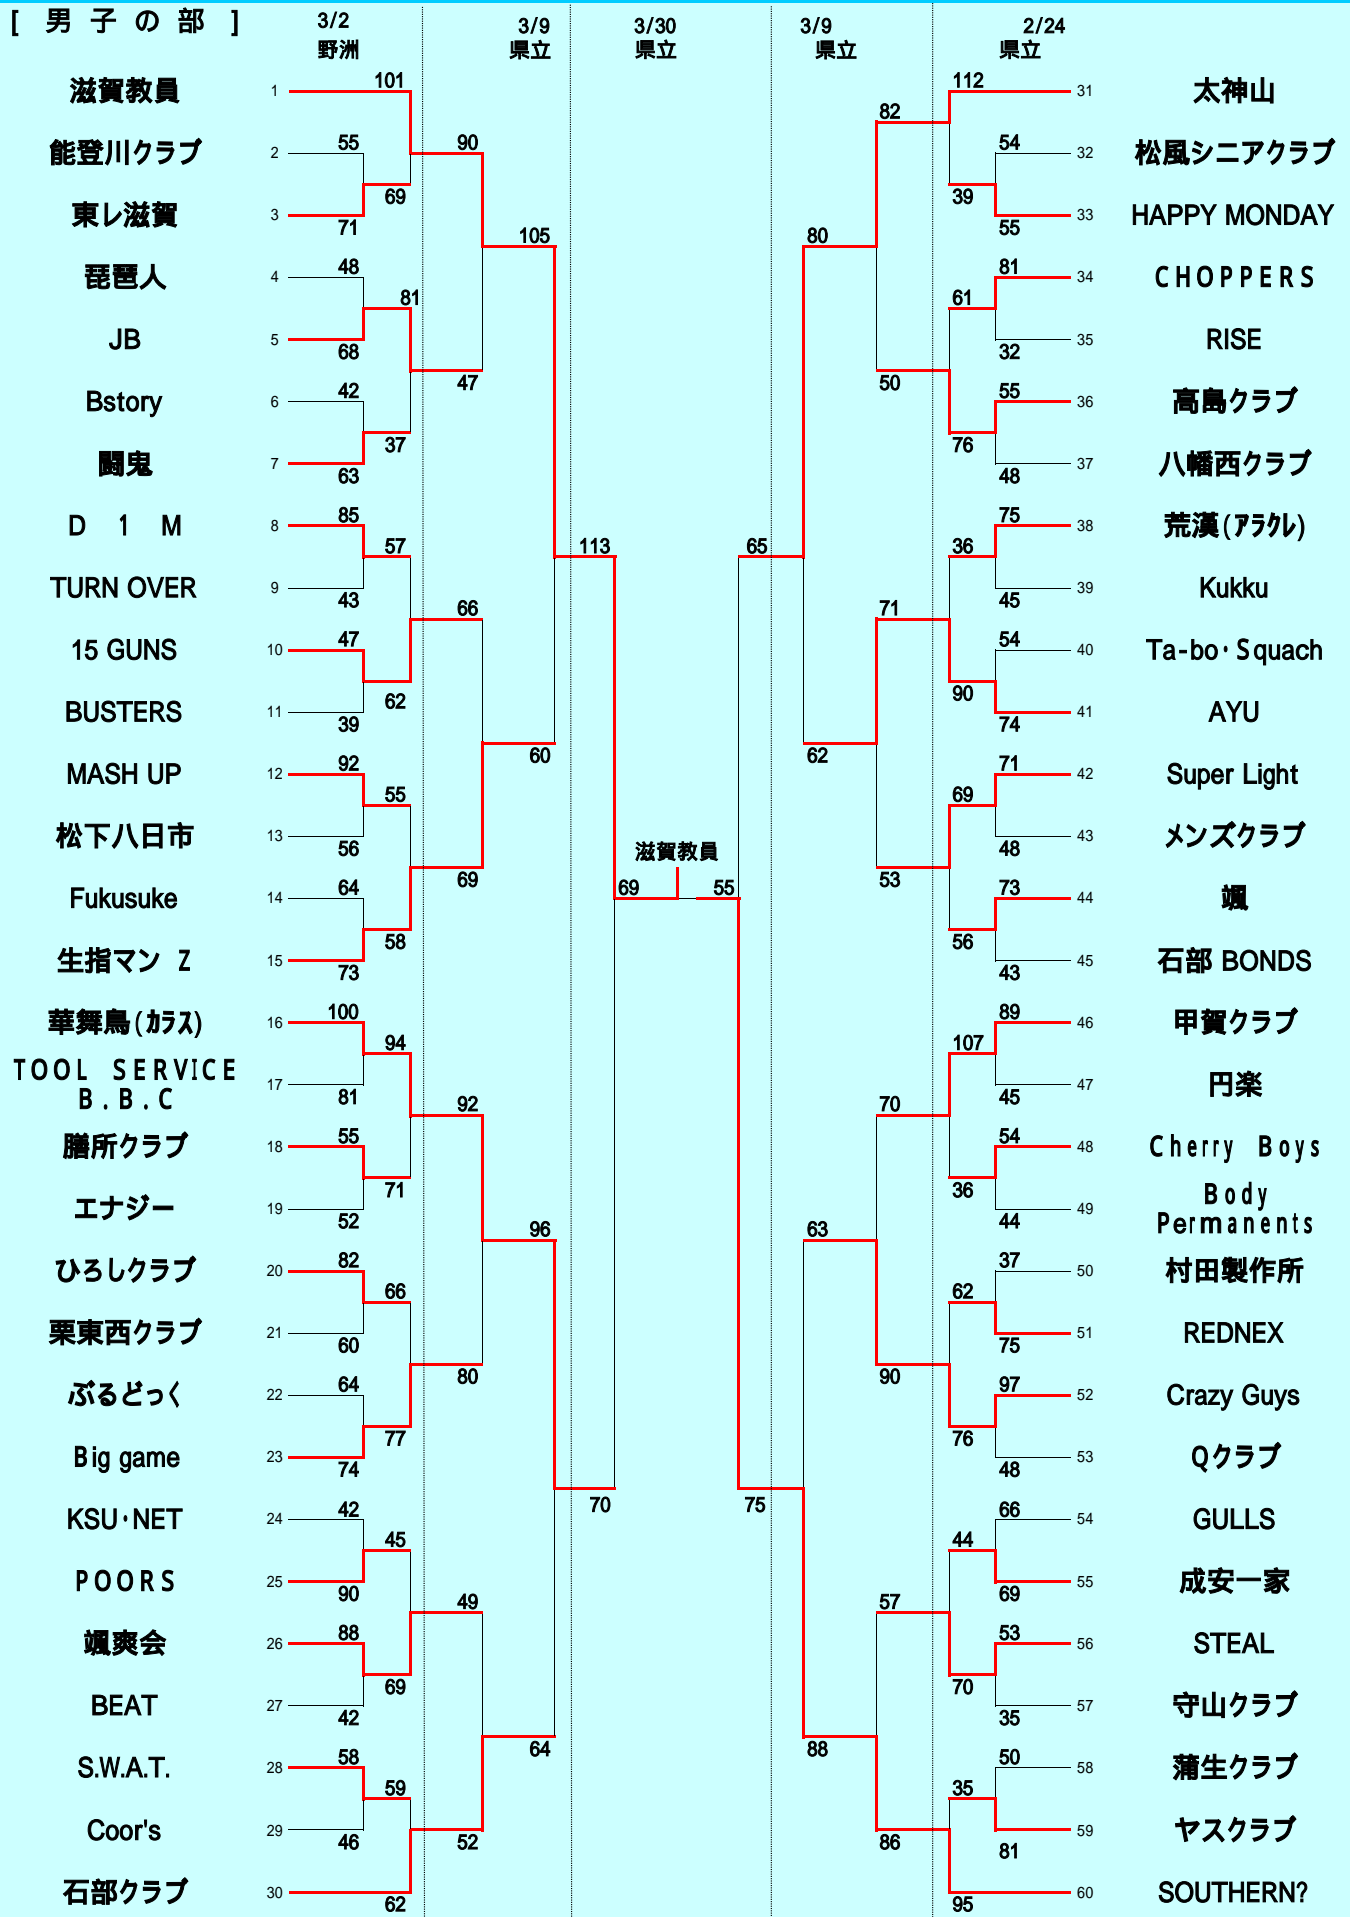 [ 男 子 の 部 ]
3/2 3/9 3/30 3/9 2/24
野洲 県立 県立 県立 県立
滋賀教員 1 101 112 31 太神山
82
能登川クラブ 2 55 90 54 32 松風シニアクラブ
69 39
東レ滋賀 3 71 55 33 HAPPY MONDAY
105 80
琵琶人 4 48 81 34 CHOPPERS
81 61
JB 5 68 32 35 RISE
47 50
Bstory 6 42 55 36 高島クラブ
37 76
闘鬼 7 63 48 37 八幡西クラブ
D 1 M 8 85 75 38 荒漢(アラクレ)
57 113 65 36
TURN OVER 9 43 45 39 Kukku
66 71
15 GUNS 10 47 54 40 Ta-bo・Squach
62 90
BUSTERS 11 39 74 41 AYU
60 62
MASH UP 12 92 71 42 Super Light
55 69
松下八日市 13 56 48 43 メンズクラブ
滋賀教員
69 53
Fukusuke 14 64 69 55 73 44 颯
58 56
生指マン Z 15 73 43 45 石部 BONDS
華舞鳥(カラス) 16 100 89 46 甲賀クラブ
94 107
TOOL SERVICE
B.B.C 17 81 45 47 円楽
92 70
膳所クラブ 18 55 54 48 Cherry Boys
71 36
エナジー 19 52 44 49 Body
Permanents
96 63
ひろしクラブ 20 82 37 50 村田製作所
66 62
栗東西クラブ 21 60 75 51 REDNEX
80 90
ぶるどっく 22 64 97 52 Crazy Guys
77 76
Big game 23 74 48 53 Qクラブ
70 75
KSU・NET 24 42 66 54 GULLS
45 44
POORS 25 90 69 55 成安一家
49 57
颯爽会 26 88 53 56 STEAL
69 70
BEAT 27 42 35 57 守山クラブ
64 88
S.W.A.T. 28 58 50 58 蒲生クラブ
59 35
Coor's 29 46 81 59 ヤスクラブ
52 86
石部クラブ 30 62 95 60 SOUTHERN?